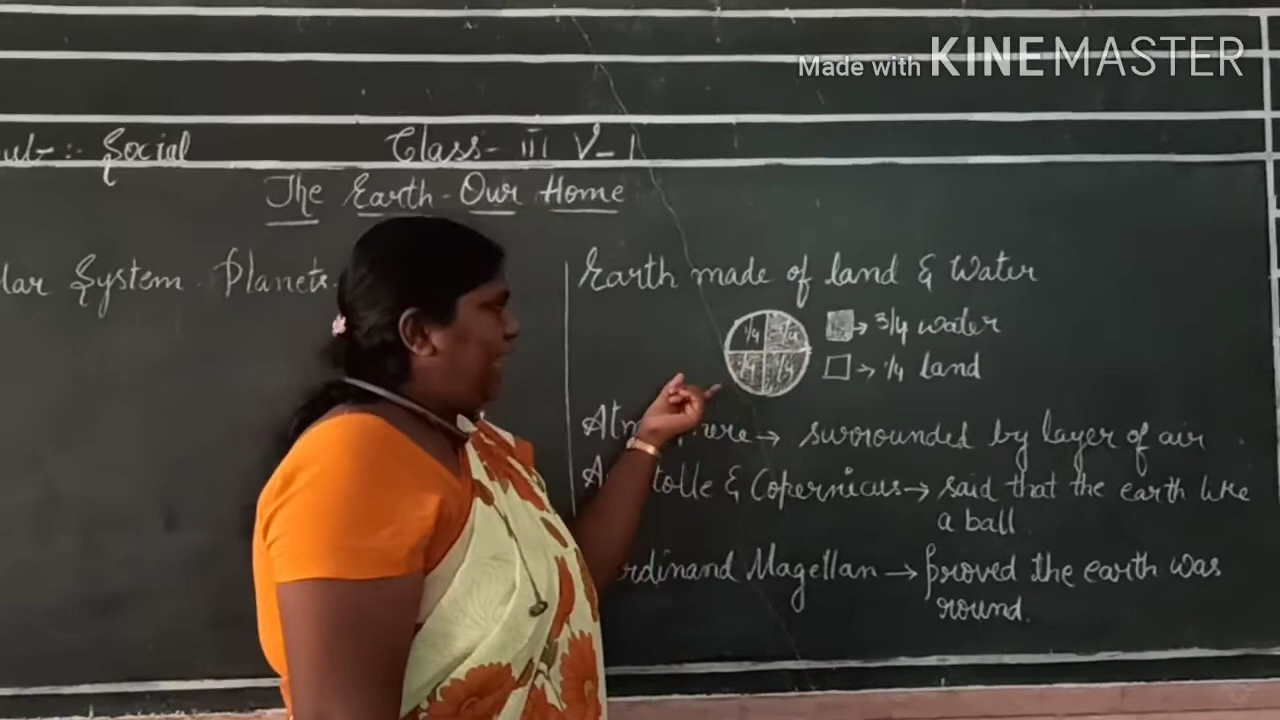 Made with KINEMASTER
Social Class- III V-1
The Earth-Our Home
System Planets.
Earth made of land & Water
1/4 1/4
1/4 1/4
→ 3/4 water
→ 1/4 land
→ surrounded by layer of air
& Copernicus → said that the earth like
a ball
Magellan → proved the earth was
round.